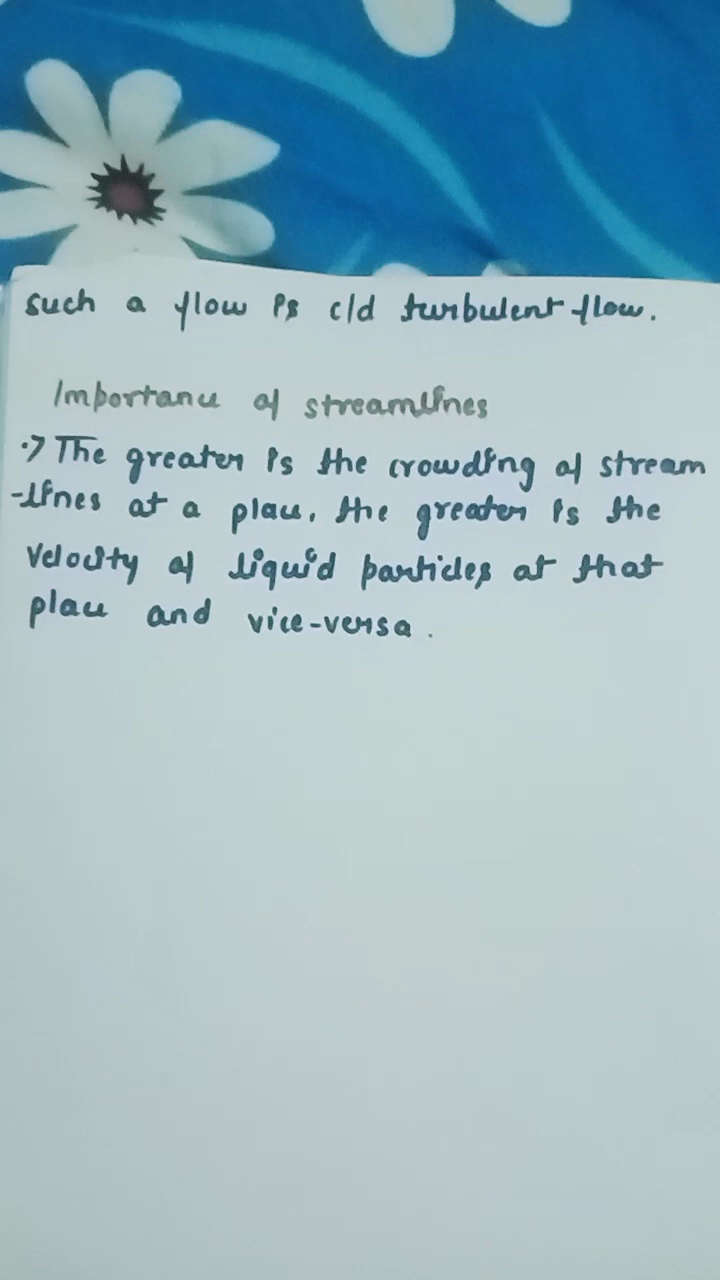 such a flow is c/d turbulent flow.
Importance of streamlines
·→ The greater is the crowding of stream
-lines at a place, the greater is the
velocity of liquid particles at that
place and vice-versa.